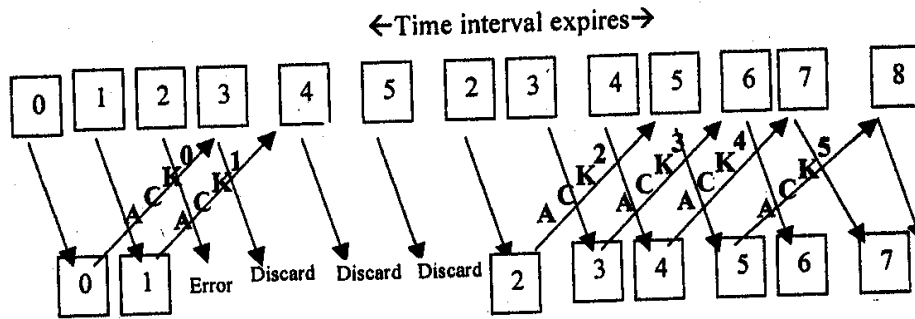 ←Time interval expires→
0 1 2 3 4 5 2 3 4 5 6 7 8
ACK0 ACK1 ACK2 ACK3 ACK4 ACK5
0 1 Error Discard Discard Discard 2 3 4 5 6 7